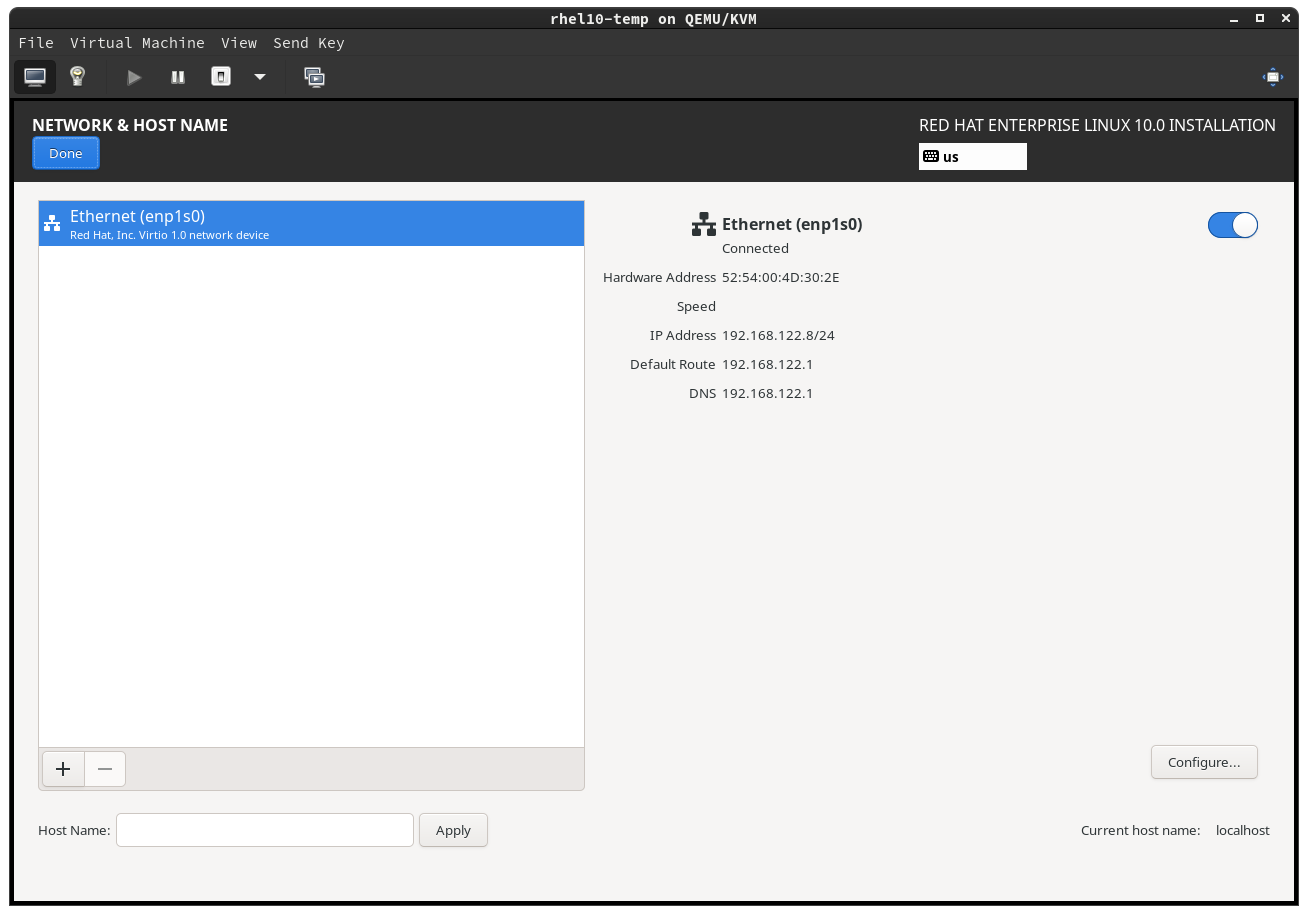 rhel10-temp on QEMU/KVM
File Virtual Machine View Send Key
NETWORK & HOST NAME
Done
RED HAT ENTERPRISE LINUX 10.0 INSTALLATION
us
Ethernet (enp1s0)
Red Hat, Inc. Virtio 1.0 network device
Ethernet (enp1s0)
Connected
Hardware Address 52:54:00:4D:30:2E
Speed
IP Address 192.168.122.8/24
Default Route 192.168.122.1
DNS 192.168.122.1
Configure...
Host Name:
Apply
Current host name: localhost